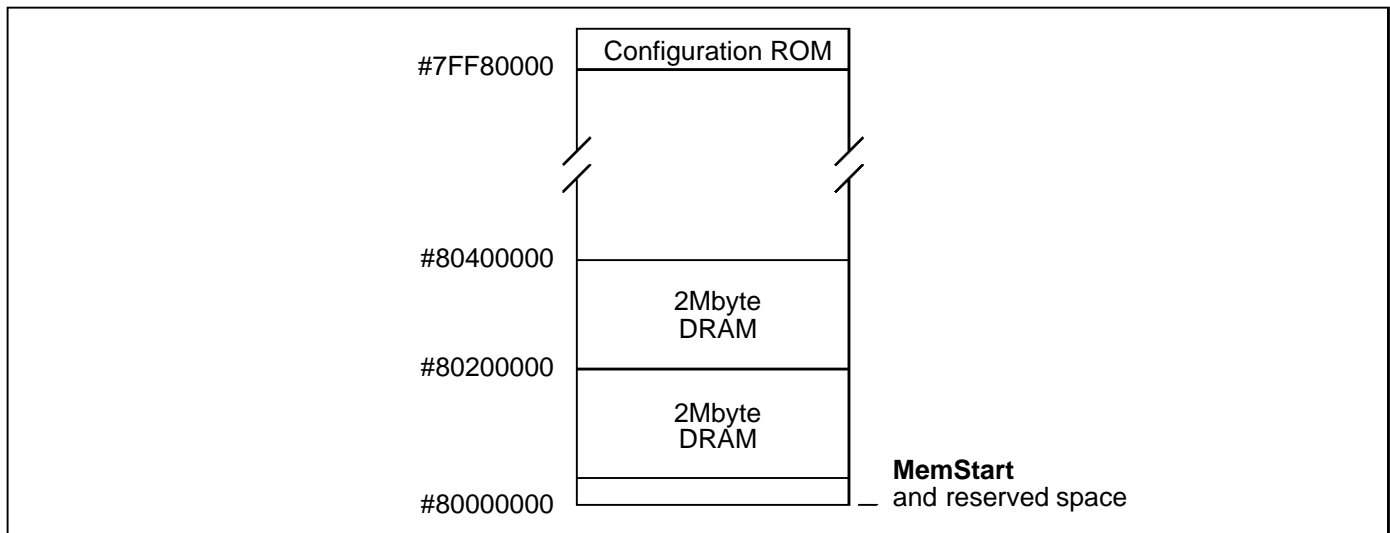 Configuration ROM
#7FF80000
#80400000
2Mbyte
DRAM
#80200000
2Mbyte
DRAM
MemStart
and reserved space
#80000000